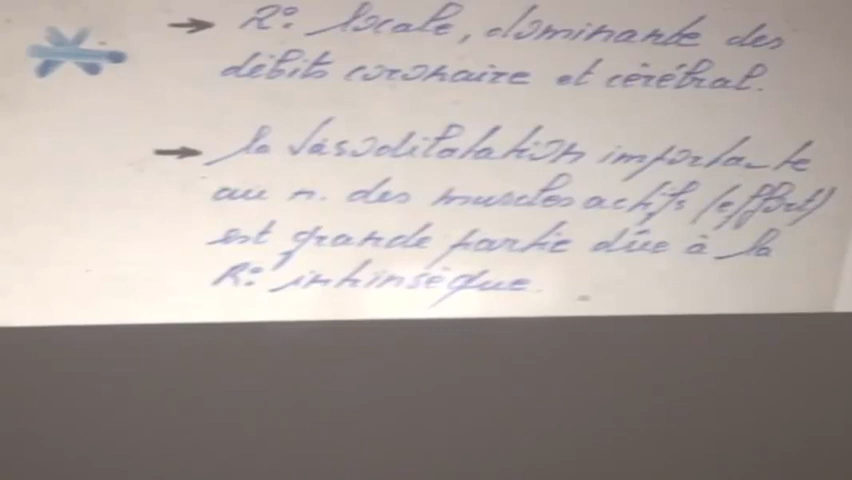 → R° locale, dominante des
débits coronaire et cérébral.
→ la vasodilatation importante
au n. des muscles actifs (effort)
est grande partie dûe à la
R° intrinsèque.